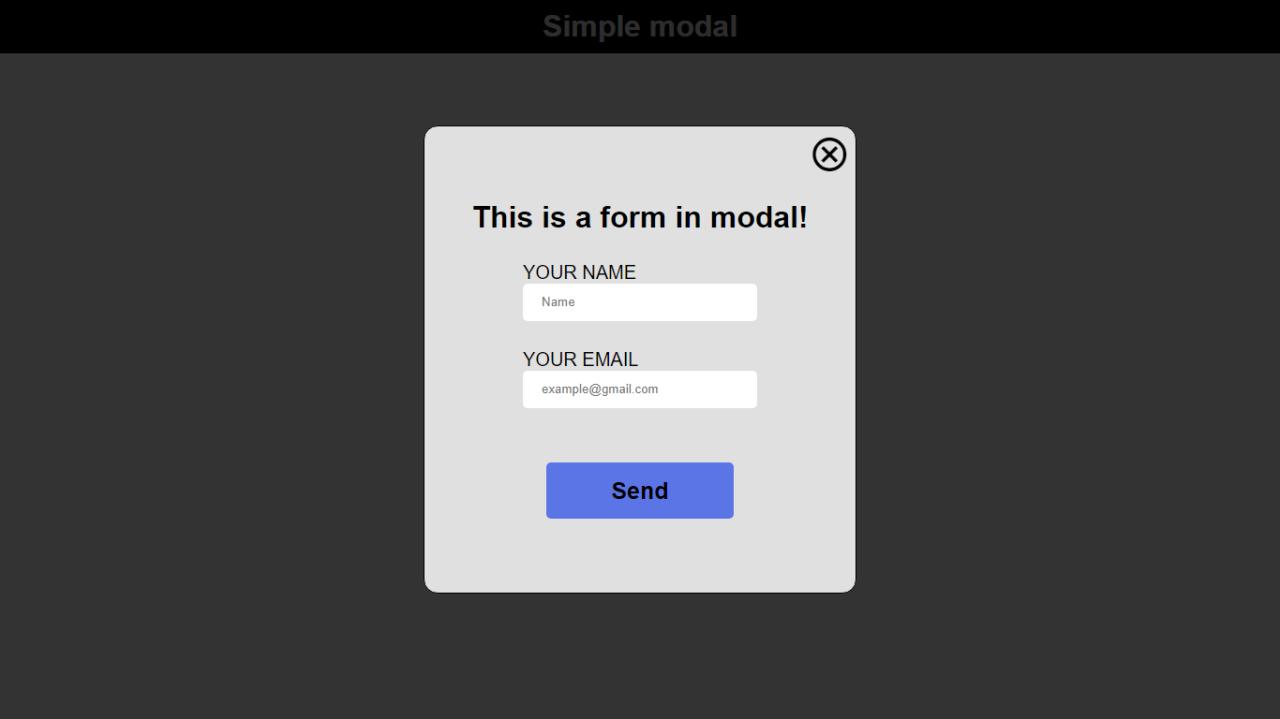 Simple modal
This is a form in modal!
YOUR NAME
Name
YOUR EMAIL
example@gmail.com
Send